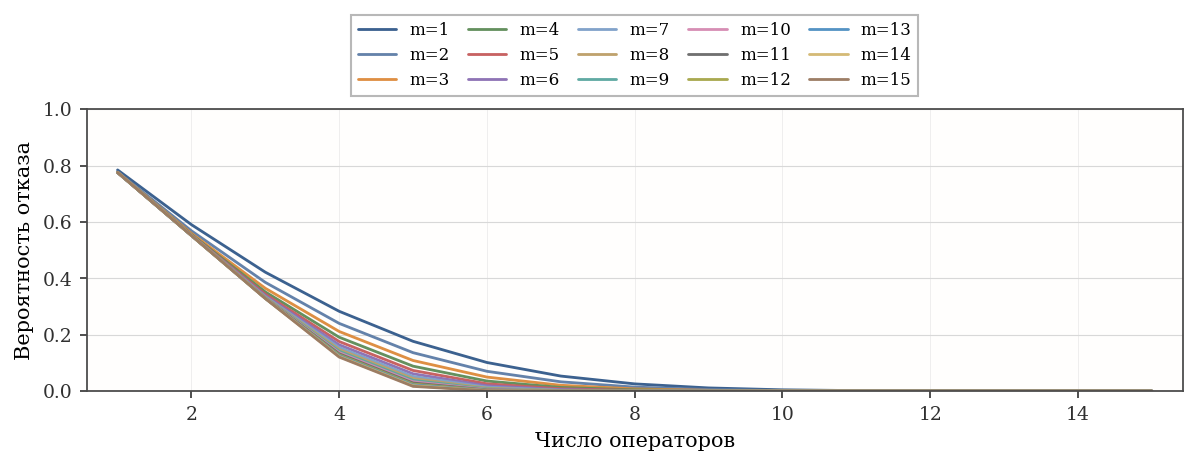 m=1 m=4 m=7 m=10 m=13
m=2 m=5 m=8 m=11 m=14
m=3 m=6 m=9 m=12 m=15
1.0
0.8
0.6
0.4
0.2
0.0
Вероятность отказа
2 4 6 8 10 12 14
Число операторов